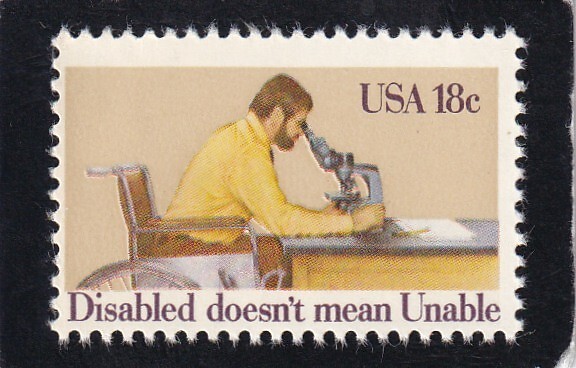 USA 18c
Disabled doesn't mean Unable